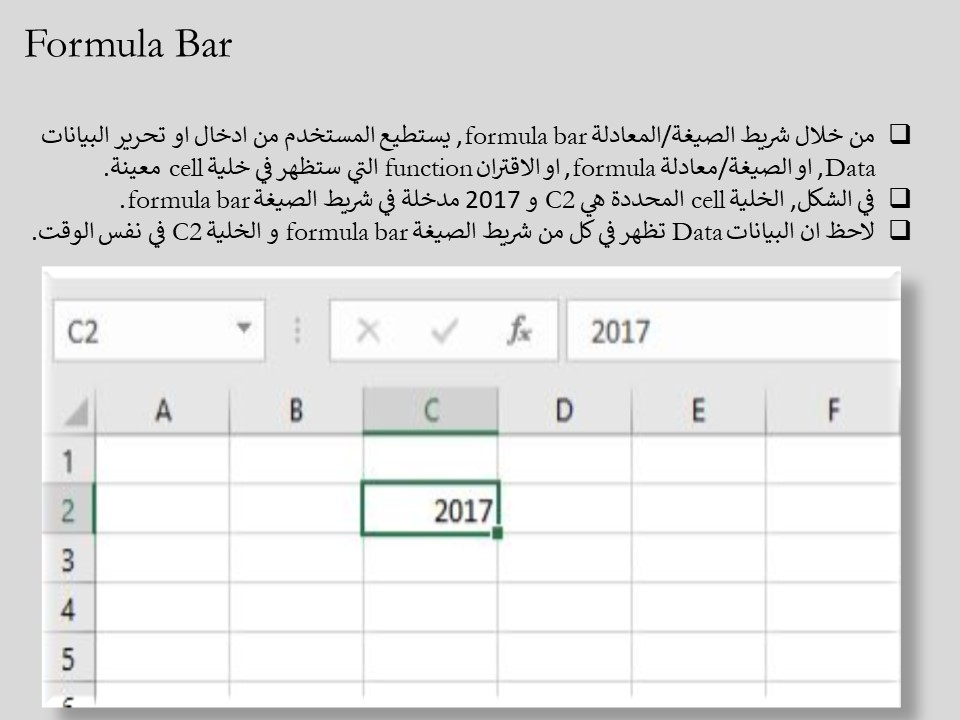 Formula Bar
❑ من خلال شريط الصيغة/المعادلة formula bar, يستطيع المستخدم من ادخال او تحرير البيانات
Data, او الصيغة/معادلة formula, او الاقتران function التي ستظهر في خلية cell معينة.
❑ في الشكل, الخلية cell المحددة هي C2 و 2017 مدخلة في شريط الصيغة formula bar.
❑ لاحظ ان البيانات Data تظهر في كل من شريط الصيغة formula bar و الخلية C2 في نفس الوقت.
C2 fx 2017
A B C D E F
1
2 2017
3
4
5